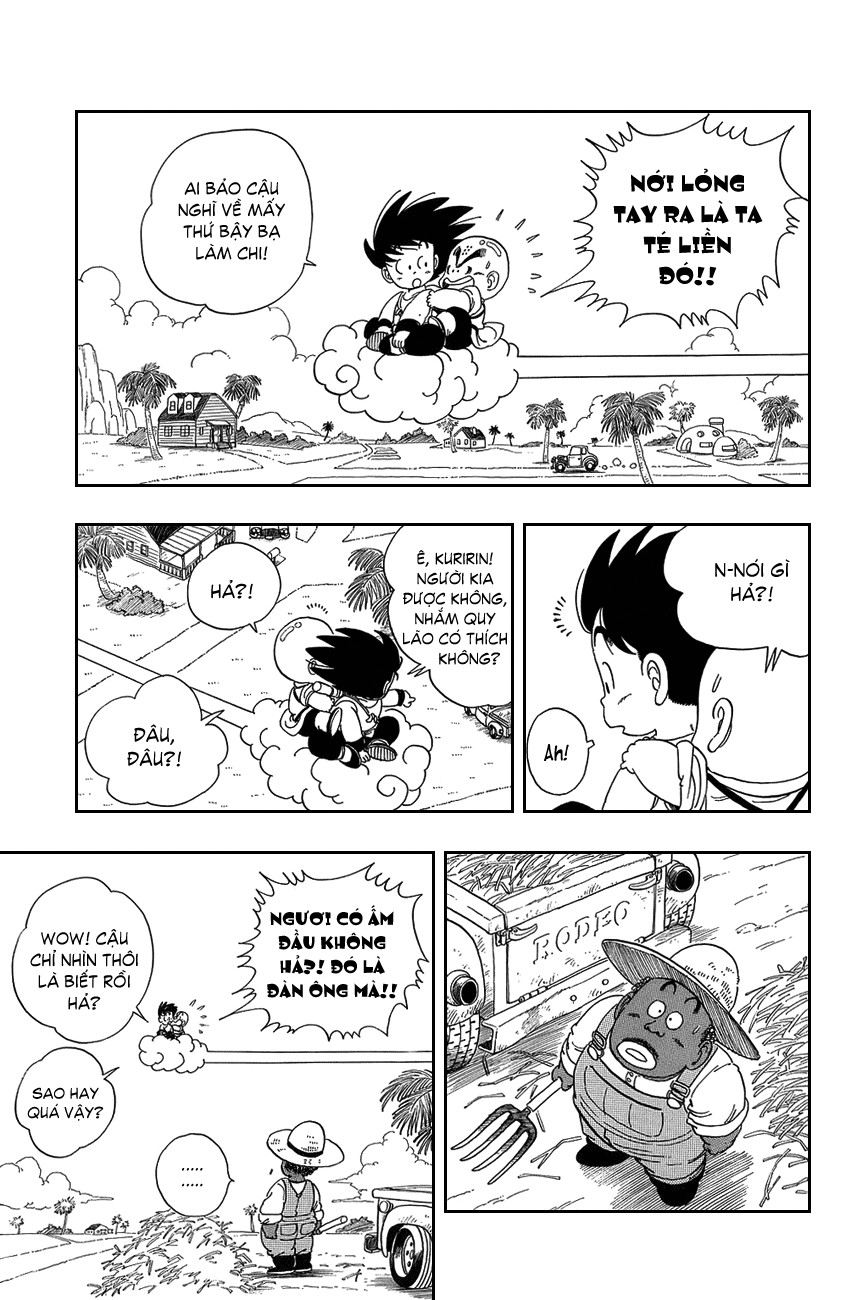 NỚI LỎNG
TAY RA LÀ TA
TÉ LIỀN
ĐÓ!!
AI BẢO CẬU
NGHĨ VỀ MẤY
THỨ BẬY BẠ
LÀM CHI!
N-NÓI GÌ
HẢ?!
Ah!
Ê, KURIRIN!
NGƯỜI KIA
ĐƯỢC KHÔNG,
NHẮM QUY
LÃO CÓ THÍCH
KHÔNG?
HẢ?!
ĐÂU,
ĐÂU?!
RODEO
NGƯƠI CÓ ẤM
ĐẦU KHÔNG
HẢ?! ĐÓ LÀ
ĐÀN ÔNG MÀ!!
WOW! CẬU
CHỈ NHÌN THÔI
LÀ BIẾT RỒI
HẢ?
SAO HAY
QUÁ VẬY?
.....
.....